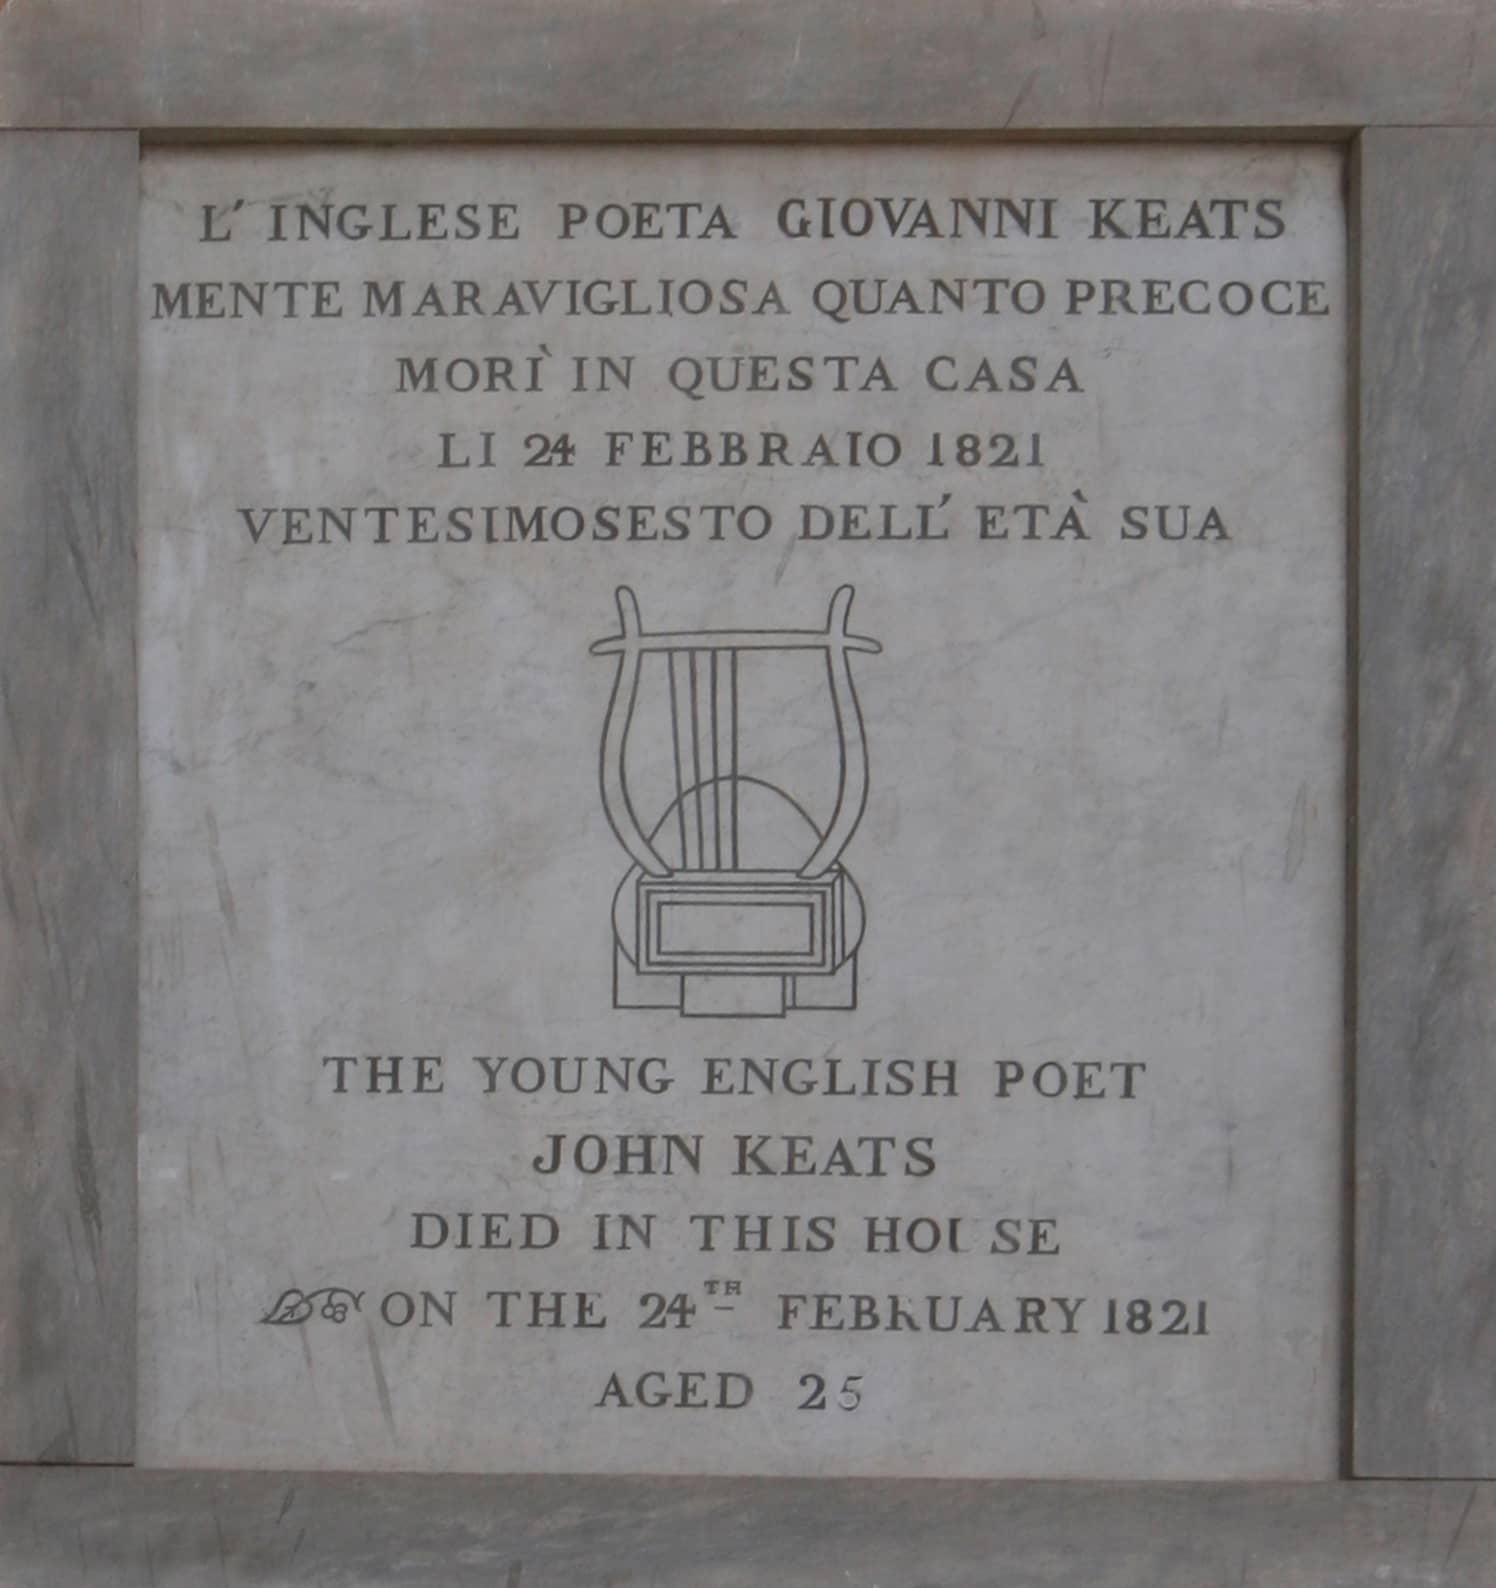 L' INGLESE POETA GIOVANNI KEATS
MENTE MARAVIGLIOSA QUANTO PRECOCE
MORÌ IN QUESTA CASA
LI 24 FEBBRAIO 1821
VENTESIMOSESTO DELL' ETÀ SUA
THE YOUNG ENGLISH POET
JOHN KEATS
DIED IN THIS HOUSE
ON THE 24TH FEBRUARY 1821
AGED 25